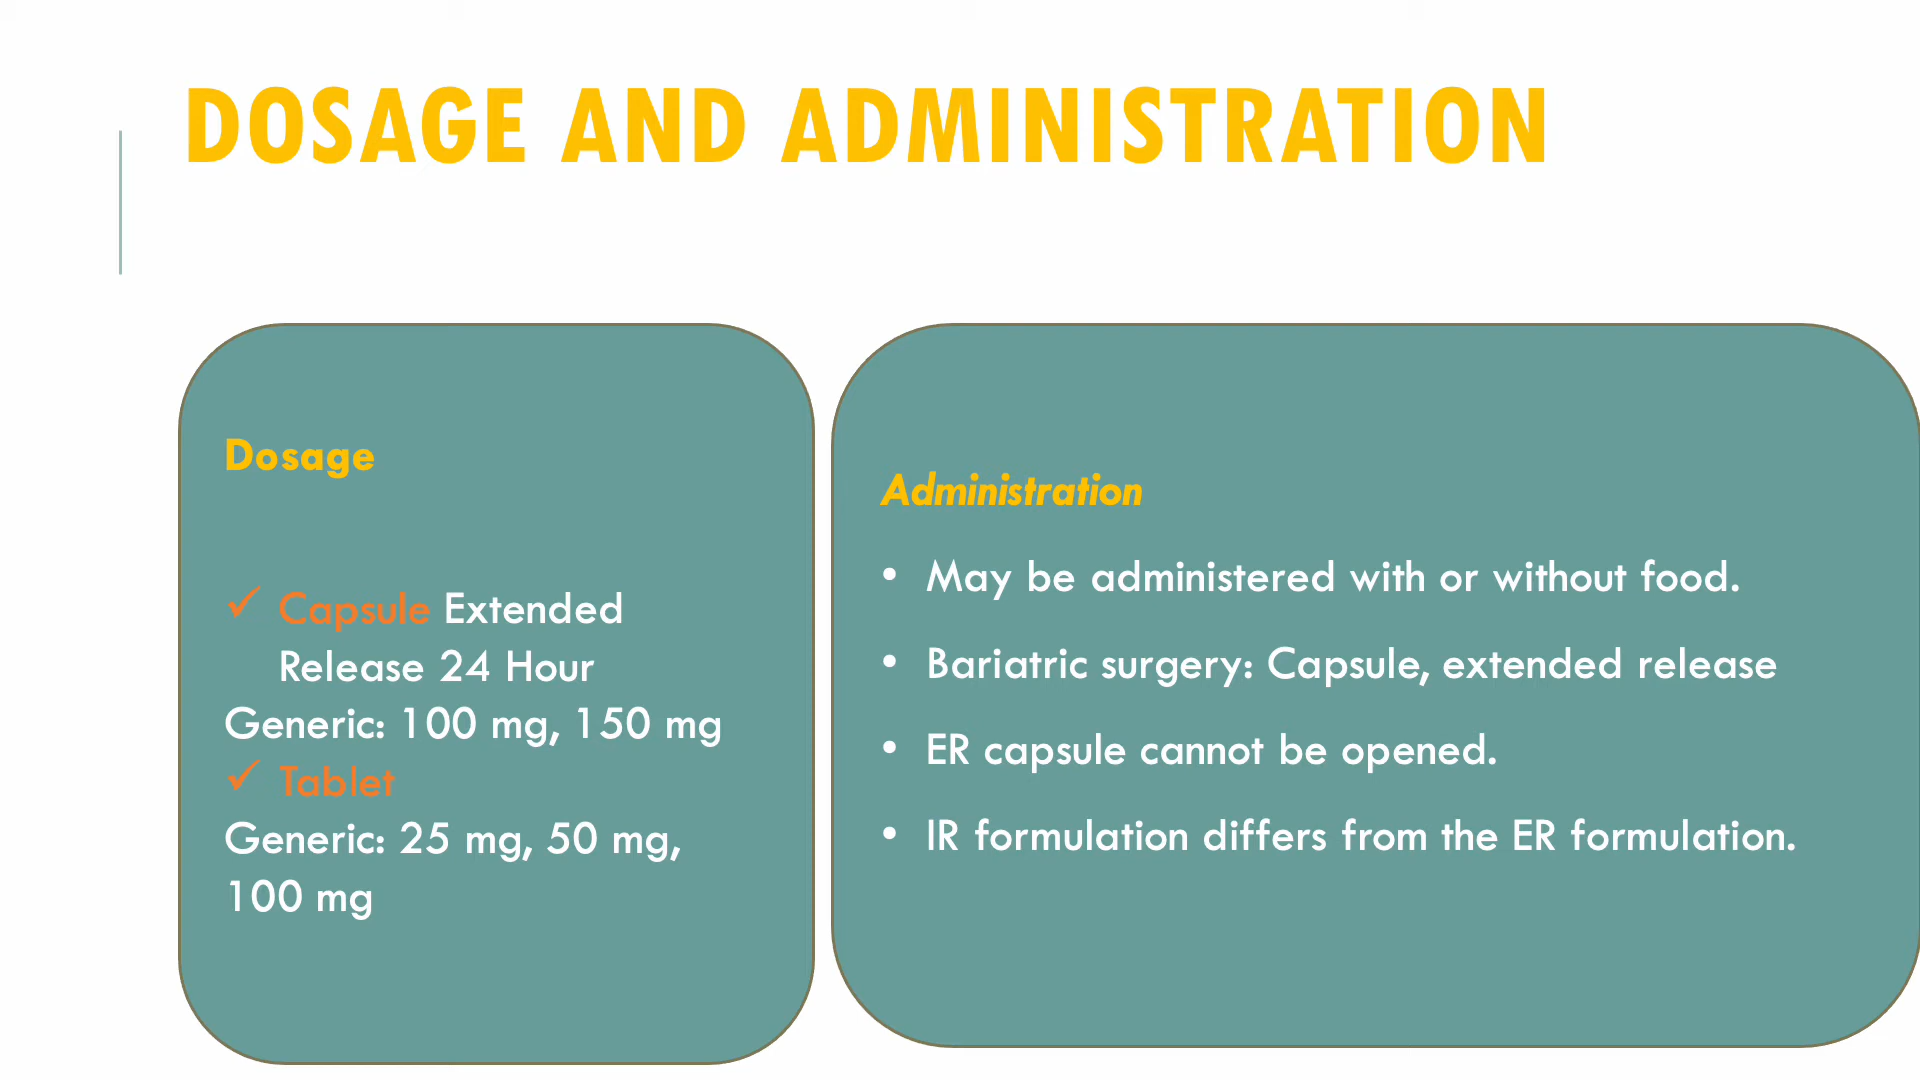 DOSAGE AND ADMINISTRATION
Dosage
✓ Capsule Extended
Release 24 Hour
Generic: 100 mg, 150 mg
✓ Tablet
Generic: 25 mg, 50 mg,
100 mg
Administration
• May be administered with or without food.
• Bariatric surgery: Capsule, extended release
• ER capsule cannot be opened.
• IR formulation differs from the ER formulation.